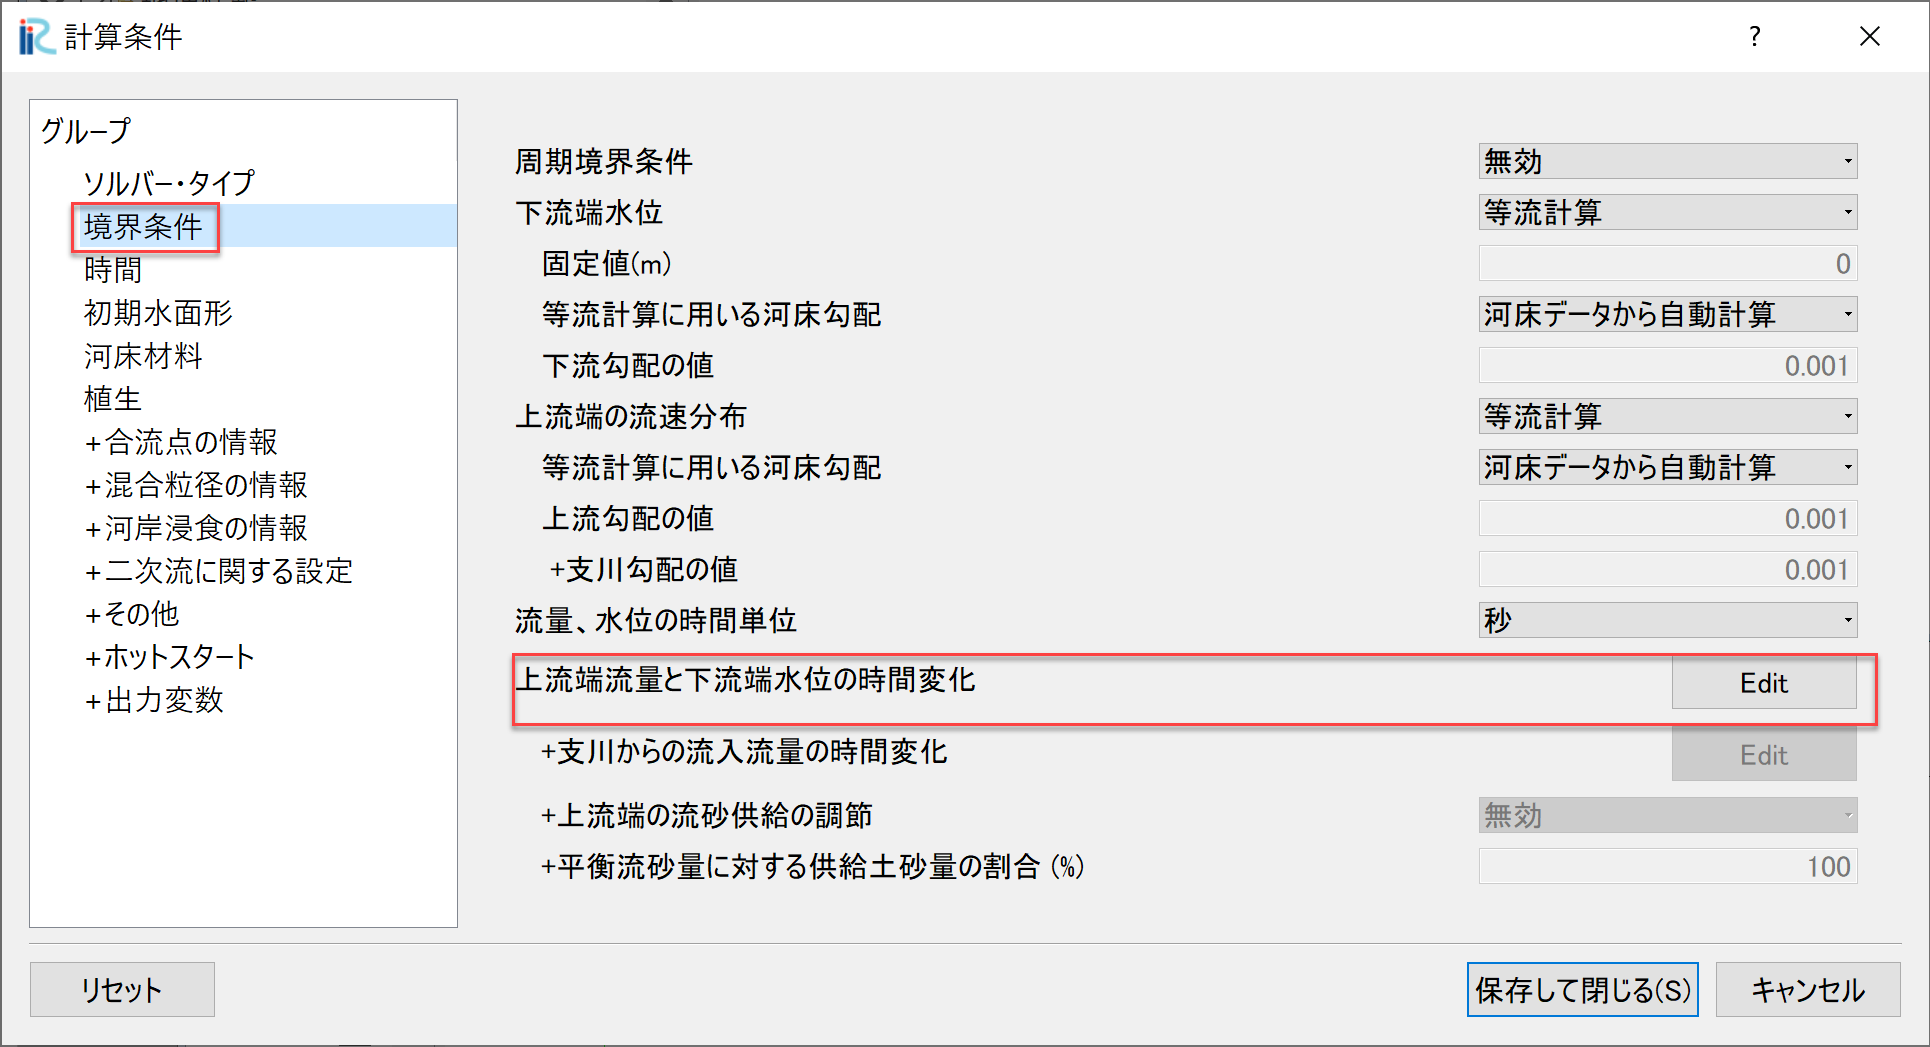 計算条件
グループ
ソルバー・タイプ
境界条件
時間
初期水面形
河床材料
植生
+合流点の情報
+混合粒径の情報
+河岸浸食の情報
+二次流に関する設定
+その他
+ホットスタート
+出力変数
周期境界条件 無効
下流端水位 等流計算
固定値(m) 0
等流計算に用いる河床勾配 河床データから自動計算
下流勾配の値 0.001
上流端の流速分布 等流計算
等流計算に用いる河床勾配 河床データから自動計算
上流勾配の値 0.001
+支川勾配の値 0.001
流量、水位の時間単位 秒
上流端流量と下流端水位の時間変化 Edit
+支川からの流入流量の時間変化 Edit
+上流端の流砂供給の調節 無効
+平衡流砂量に対する供給土砂量の割合 (%) 100
リセット 保存して閉じる(S) キャンセル